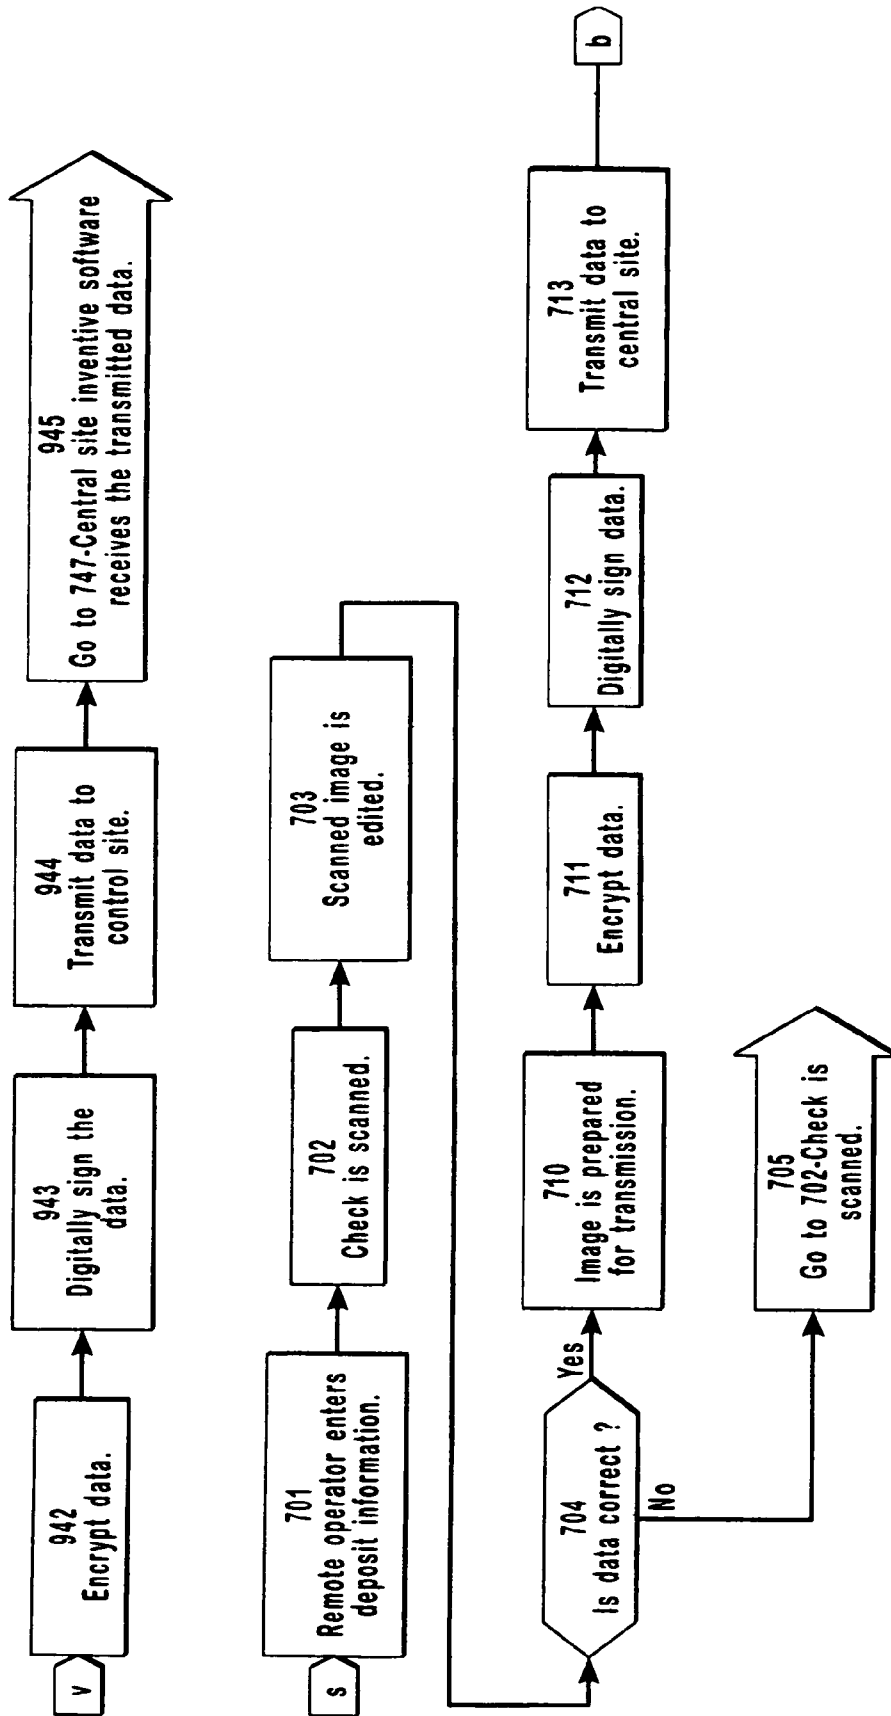 v
942
Encrypt data.
943
Digitally sign the
data.
944
Transmit data to
control site.
945
Go to 747-Central site inventive software
receives the transmitted data.
s
701
Remote operator enters
deposit information.
702
Check is scanned.
703
Scanned image is
edited.
704
Is data correct ?
Yes
No
710
Image is prepared
for transmission.
711
Encrypt data.
712
Digitally sign data.
713
Transmit data to
central site.
b
705
Go to 702-Check is
scanned.